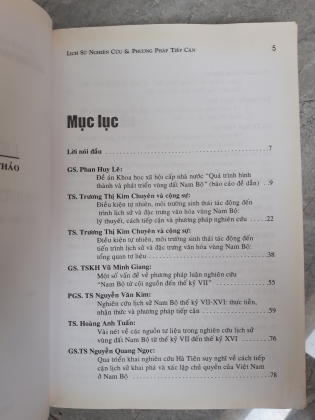 LỊCH SỬ NGHIÊN CỨU & PHƯƠNG PHÁP TIẾP CẬN 5
Mục lục
Lời nói đầu 7
GS. Phan Huy Lê:
Đề án Khoa học xã hội cấp nhà nước "Quá trình hình
thành và phát triển vùng đất Nam Bộ" (báo cáo đề dẫn) ..9
TS. Trương Thị Kim Chuyên và cộng sự:
Điều kiện tự nhiên, môi trường sinh thái tác động đến
tiến trình lịch sử và đặc trưng văn hóa vùng Nam Bộ:
lý thuyết, cách tiếp cận và phương pháp nghiên cứu 22
TS. Trương Thị Kim Chuyên và cộng sự:
Điều kiện tự nhiên, môi trường sinh thái tác động đến
tiến trình lịch sử và đặc trưng văn hóa vùng Nam Bộ:
tổng quan tư liệu 38
GS. TSKH Vũ Minh Giang:
Một số vấn đề về phương pháp luận nghiên cứu
"Nam Bộ từ cội nguồn đến thế kỷ VII" 55
PGS. TS Nguyễn Văn Kim:
Nghiên cứu lịch sử Nam Bộ thế kỷ VII-XVI: thực tiễn,
nhận thức và phương pháp tiếp cận 59
TS. Hoàng Anh Tuấn:
Vài nét về các nguồn tư liệu trong nghiên cứu lịch sử
vùng đất Nam Bộ từ thế kỷ VII đến thế kỷ XVI 76
GS.TS Nguyễn Quang Ngọc:
Qua triển khai nghiên cứu Hà Tiên suy nghĩ về cách tiếp
cận lịch sử khai phá và xác lập chủ quyền của Việt Nam
ở Nam Bộ 78
THẢO